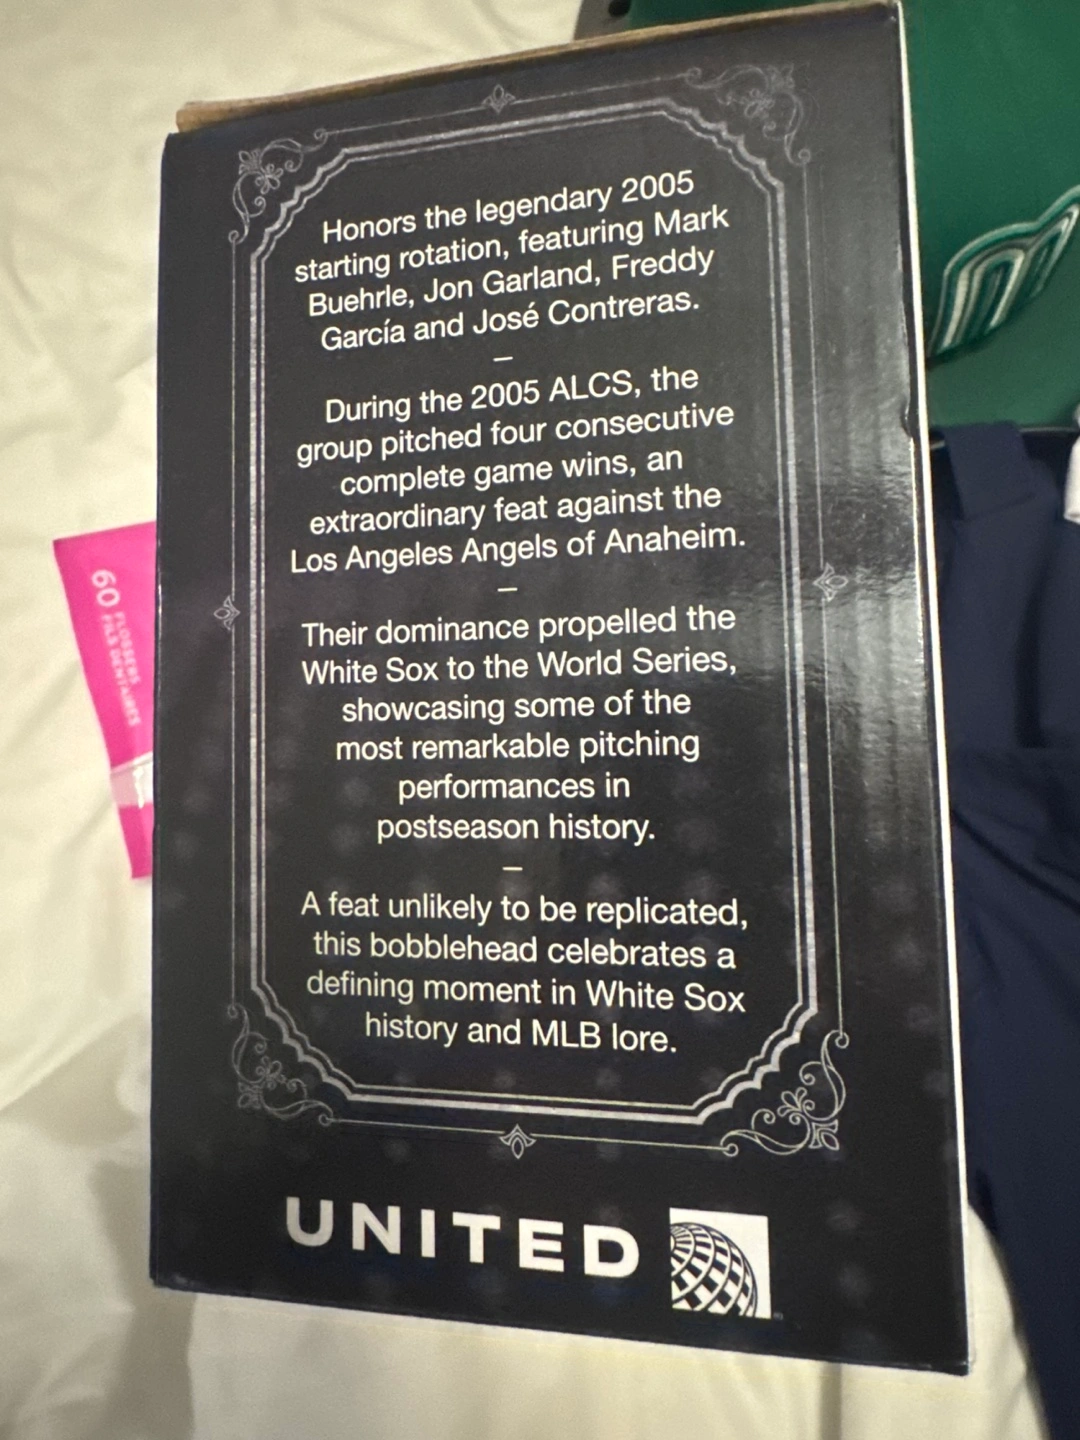 Honors the legendary 2005
starting rotation, featuring Mark
Buehrle, Jon Garland, Freddy
García and José Contreras.
–
During the 2005 ALCS, the
group pitched four consecutive
complete game wins, an
extraordinary feat against the
Los Angeles Angels of Anaheim.
–
Their dominance propelled the
White Sox to the World Series,
showcasing some of the
most remarkable pitching
performances in
postseason history.
–
A feat unlikely to be replicated,
this bobblehead celebrates a
defining moment in White Sox
history and MLB lore.
UNITED
60
FLOSSERS
FILS DENTAIRES